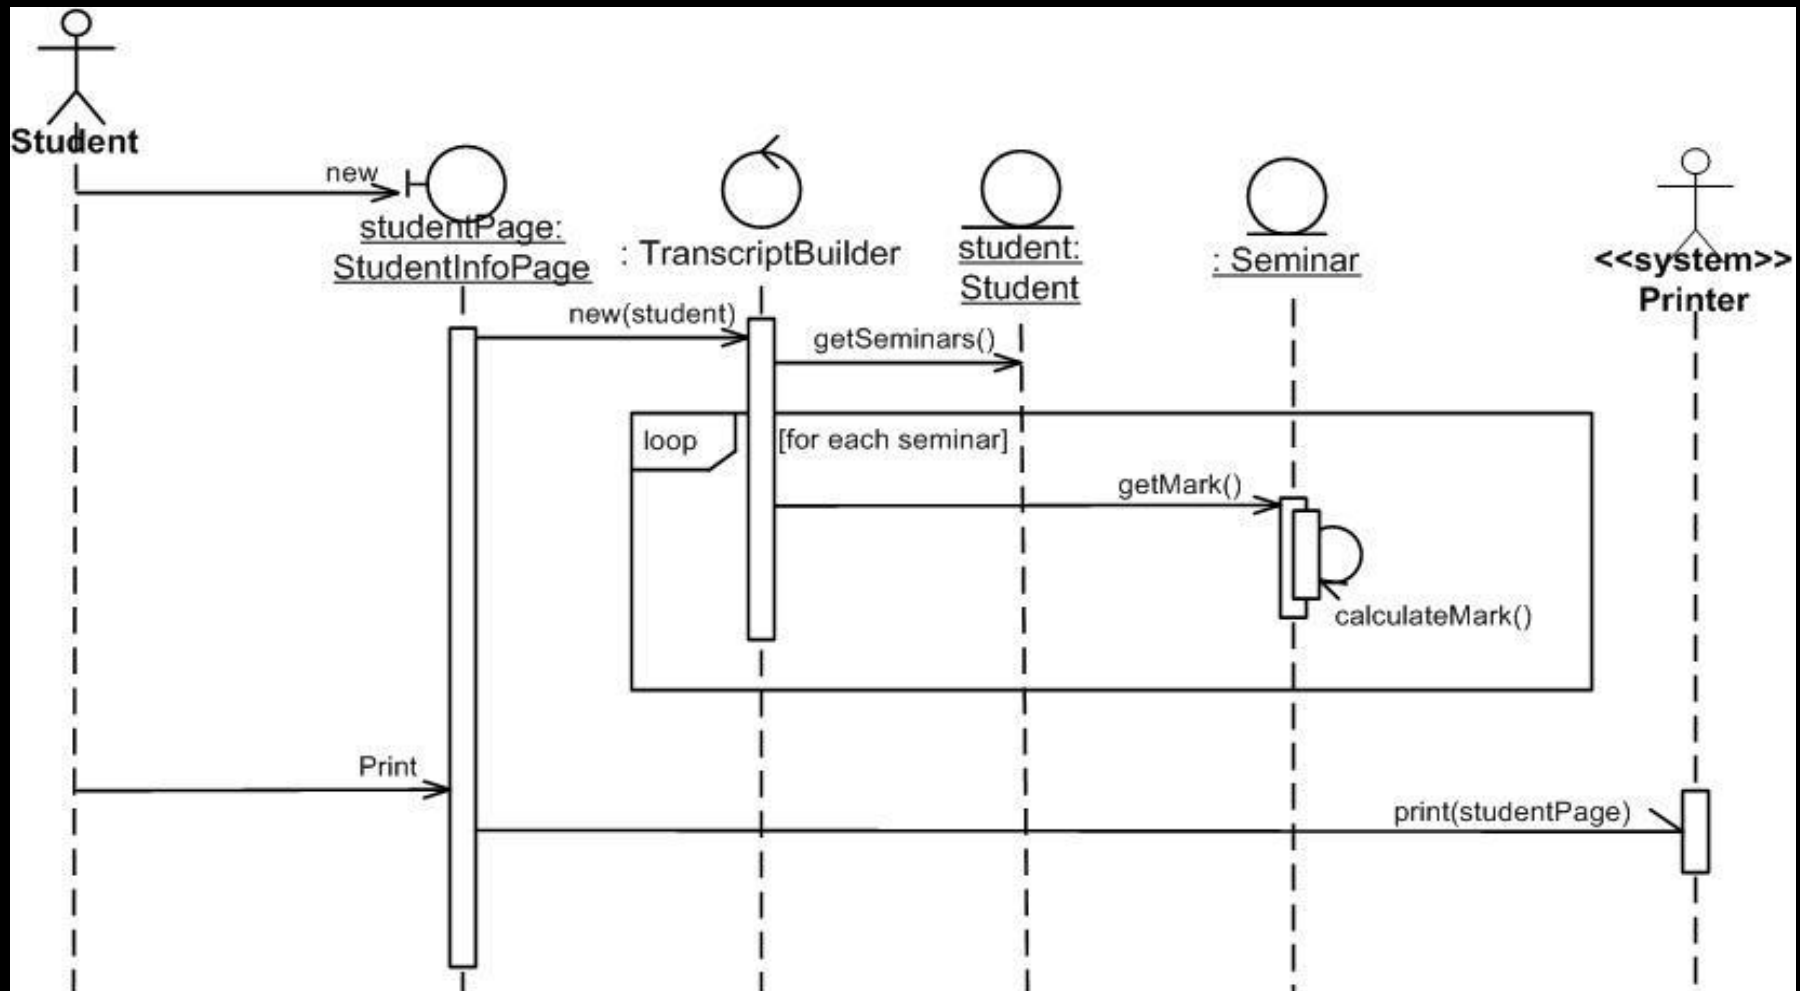 Student
new
studentPage:
StudentInfoPage
: TranscriptBuilder
student:
Student
: Seminar
<<system>>
Printer
new(student)
getSeminars()
loop
[for each seminar]
getMark()
calculateMark()
Print
print(studentPage)